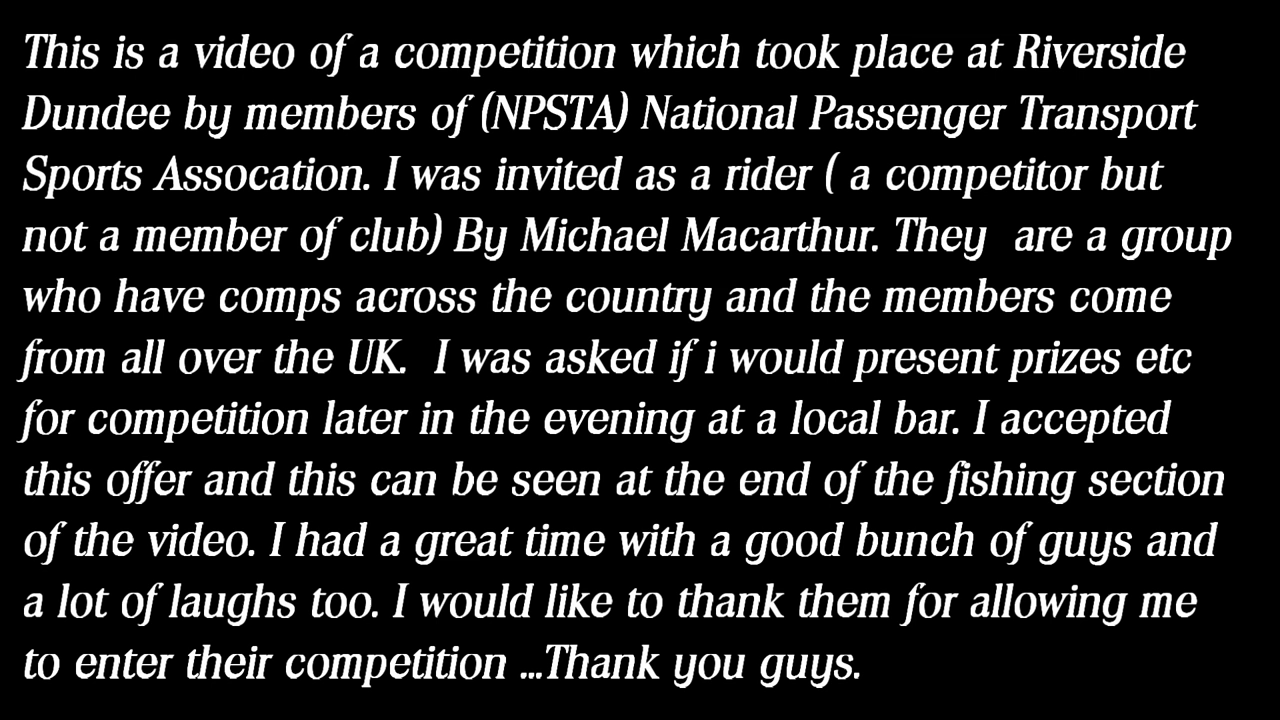 This is a video of a competition which took place at Riverside
Dundee by members of (NPSTA) National Passenger Transport
Sports Assocation. I was invited as a rider ( a competitor but
not a member of club) By Michael Macarthur. They  are a group
who have comps across the country and the members come
from all over the UK.  I was asked if i would present prizes etc
for competition later in the evening at a local bar. I accepted
this offer and this can be seen at the end of the fishing section
of the video. I had a great time with a good bunch of guys and
a lot of laughs too. I would like to thank them for allowing me
to enter their competition ...Thank you guys.